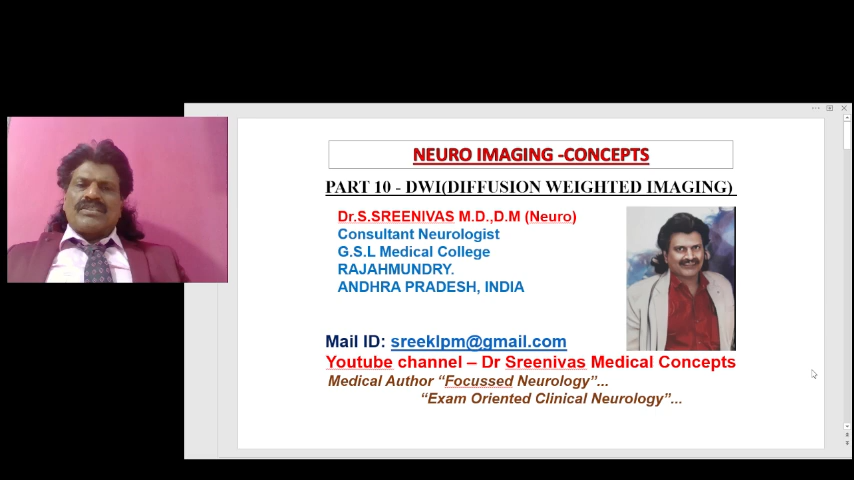 NEURO IMAGING -CONCEPTS
PART 10 - DWI(DIFFUSION WEIGHTED IMAGING)
Dr.S.SREENIVAS M.D.,D.M (Neuro)
Consultant Neurologist
G.S.L Medical College
RAJAHMUNDRY.
ANDHRA PRADESH, INDIA
Mail ID: sreeklpm@gmail.com
Youtube channel – Dr Sreenivas Medical Concepts
Medical Author “Focussed Neurology”...
“Exam Oriented Clinical Neurology”...